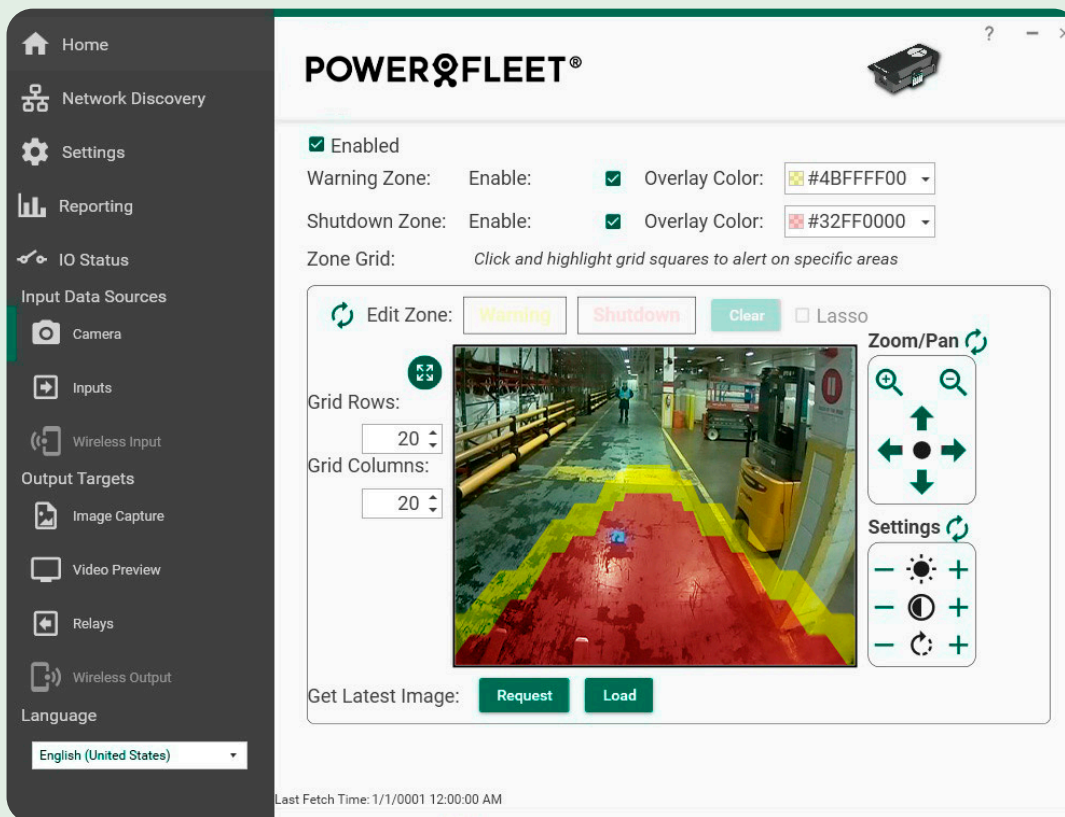 Home
Network Discovery
Settings
Reporting
IO Status
Input Data Sources
Camera
Inputs
Wireless Input
Output Targets
Image Capture
Video Preview
Relays
Wireless Output
Language
English (United States)
?
POWERFLEET®
Enabled
Warning Zone: Enable: Overlay Color: #4BFFFF00
Shutdown Zone: Enable: Overlay Color: #32FF0000
Zone Grid: Click and highlight grid squares to alert on specific areas
Edit Zone: Warning Shutdown Clear Lasso
Zoom/Pan
Grid Rows:
20
Grid Columns:
20
Settings
Get Latest Image: Request Load
Last Fetch Time: 1/1/0001 12:00:00 AM